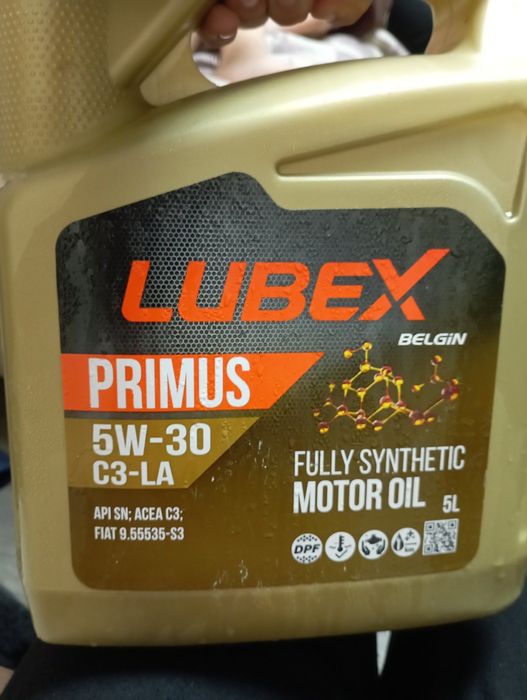 LUBEX
BELGİN
PRIMUS
5W-30
C3-LA
FULLY SYNTHETIC
MOTOR OIL 5L
API SN; ACEA C3;
FIAT 9.55535-S3
DPF